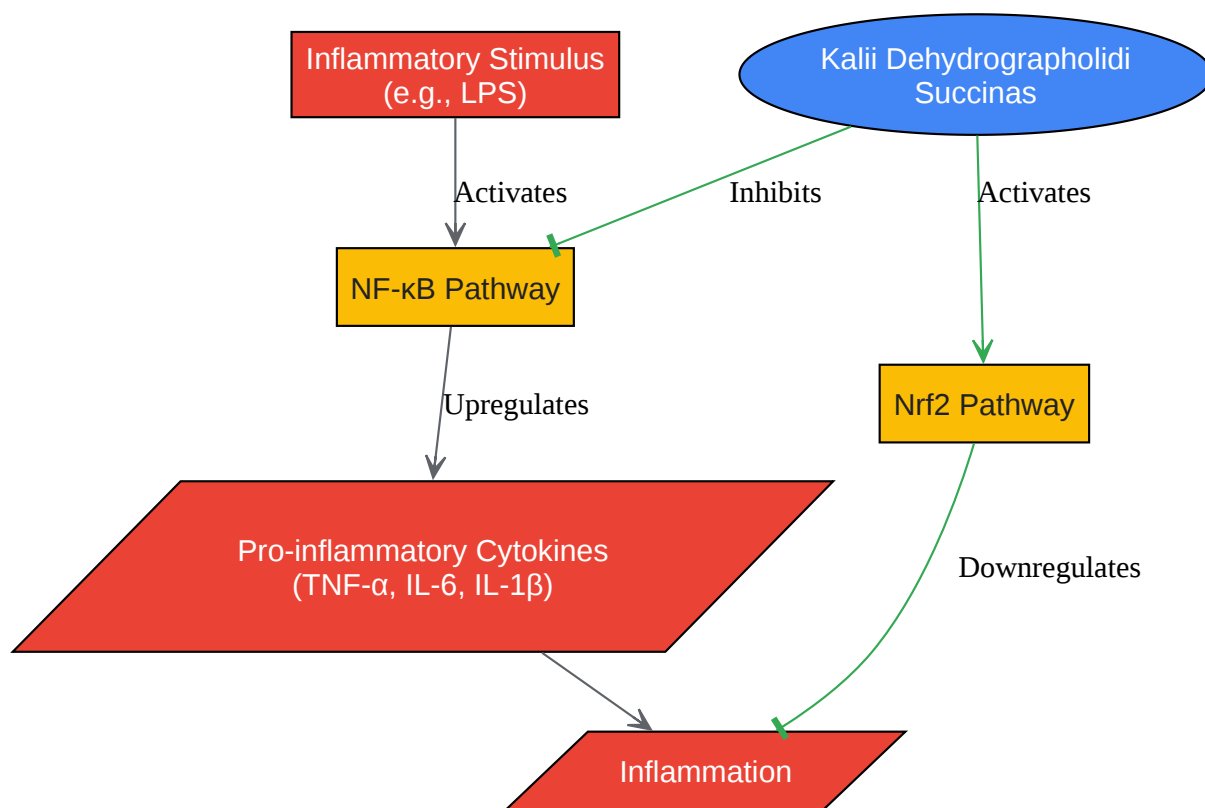 Inflammatory Stimulus
(e.g., LPS)
Kalii Dehydrographolidi
Succinas
Activates
Inhibits
Activates
NF-κB Pathway
Nrf2 Pathway
Upregulates
Pro-inflammatory Cytokines
(TNF-α, IL-6, IL-1β)
Downregulates
Inflammation